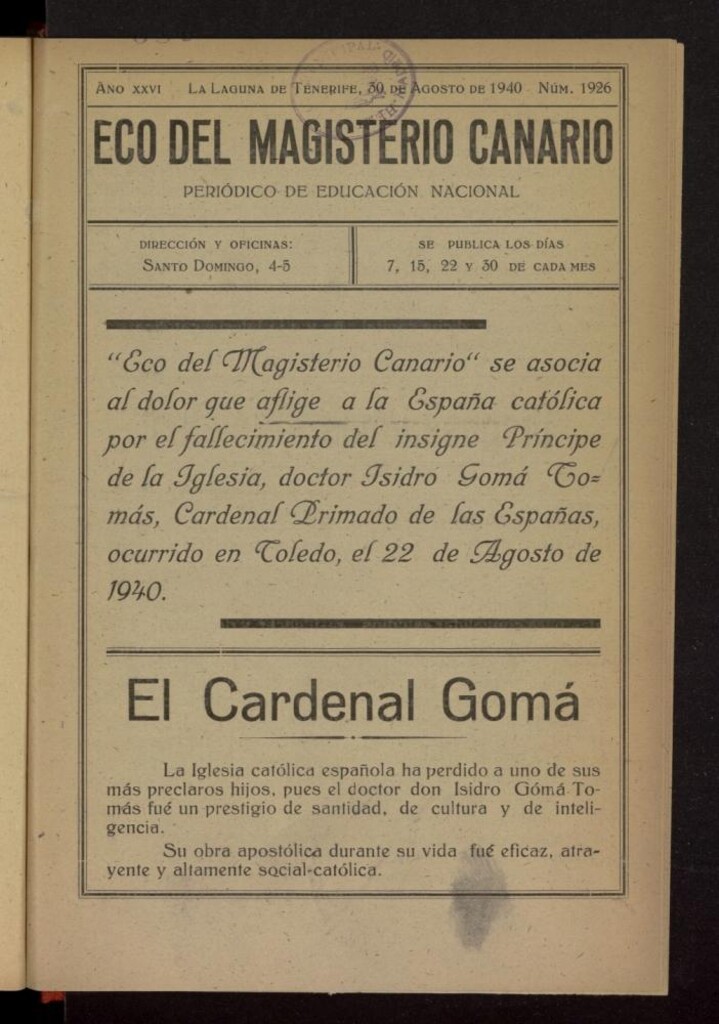 Año XXVI La Laguna de Tenerife, 30 de Agosto de 1940 Núm. 1926
ECO DEL MAGISTERIO CANARIO
PERIÓDICO DE EDUCACIÓN NACIONAL
DIRECCIÓN Y OFICINAS:
Santo Domingo, 4-5
SE PUBLICA LOS DÍAS
7, 15, 22 Y 30 DE CADA MES
"Eco del Magisterio Canario" se asocia
al dolor que aflige a la España católica
por el fallecimiento del insigne Príncipe
de la Iglesia, doctor Isidro Gomá To=
más, Cardenal Primado de las Españas,
ocurrido en Toledo, el 22 de Agosto de
1940.
El Cardenal Gomá
La Iglesia católica española ha perdido a uno de sus
más preclaros hijos, pues el doctor don Isidro Gómá To-
más fué un prestigio de santidad, de cultura y de inteli-
gencia.
Su obra apostólica durante su vida fué eficaz, atra-
yente y altamente social-católica.